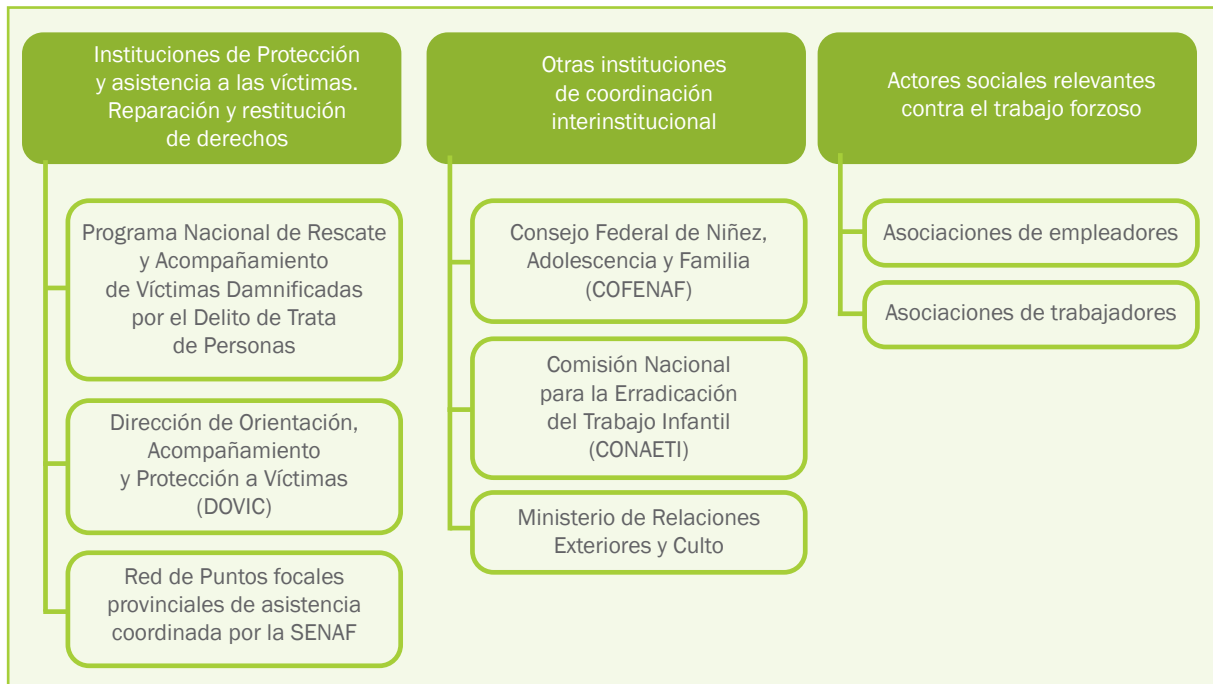 Instituciones de Protección
y asistencia a las víctimas.
Reparación y restitución
de derechos
Programa Nacional de Rescate
y Acompañamiento
de Víctimas Damnificadas
por el Delito de Trata
de Personas
Dirección de Orientación,
Acompañamiento
y Protección a Víctimas
(DOVIC)
Red de Puntos focales
provinciales de asistencia
coordinada por la SENAF
Otras instituciones
de coordinación
interinstitucional
Consejo Federal de Niñez,
Adolescencia y Familia
(COFENAF)
Comisión Nacional
para la Erradicación
del Trabajo Infantil
(CONAETI)
Ministerio de Relaciones
Exteriores y Culto
Actores sociales relevantes
contra el trabajo forzoso
Asociaciones de empleadores
Asociaciones de trabajadores